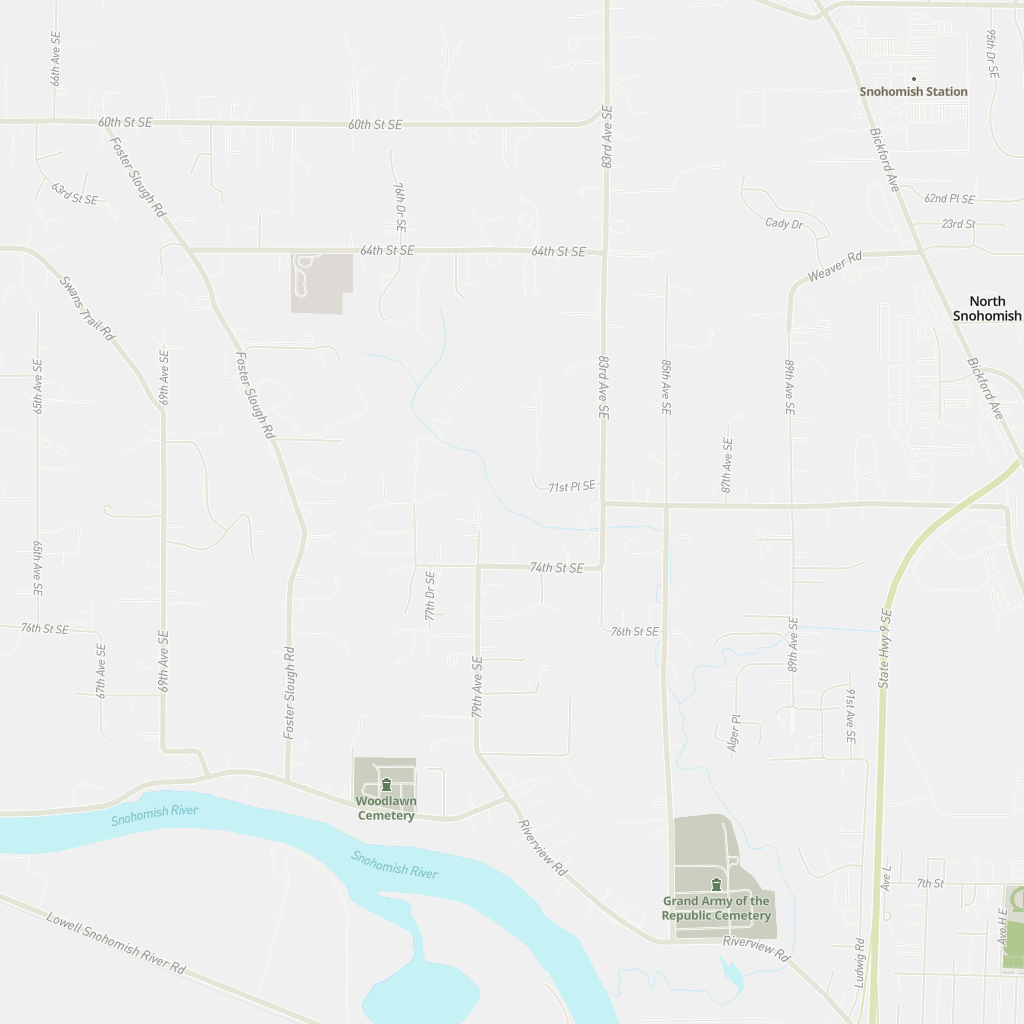 66th Ave SE
95th Dr SE
Snohomish Station
60th St SE
60th St SE
83rd Ave SE
Bickford Ave
Foster Slough Rd
63rd St SE
76th Dr SE
62nd Pl SE
Cady Dr
23rd St
64th St SE
64th St SE
Weaver Rd
Swans Trail Rd
North
Snohomish
65th Ave SE
69th Ave SE
Foster Slough Rd
83rd Ave SE
85th Ave SE
89th Ave SE
Bickford Ave
87th Ave SE
71st Pl SE
65th Ave SE
74th St SE
77th Dr SE
76th St SE
76th St SE
89th Ave SE
State Hwy 9 SE
67th Ave SE
69th Ave SE
Foster Slough Rd
79th Ave SE
91st Ave SE
Alger Pl
Woodlawn
Cemetery
Snohomish River
Snohomish River
Riverview Rd
Ave L
7th St
Grand Army of the
Republic Cemetery
Ave H E
Lowell Snohomish River Rd
Riverview Rd
Ludwig Rd